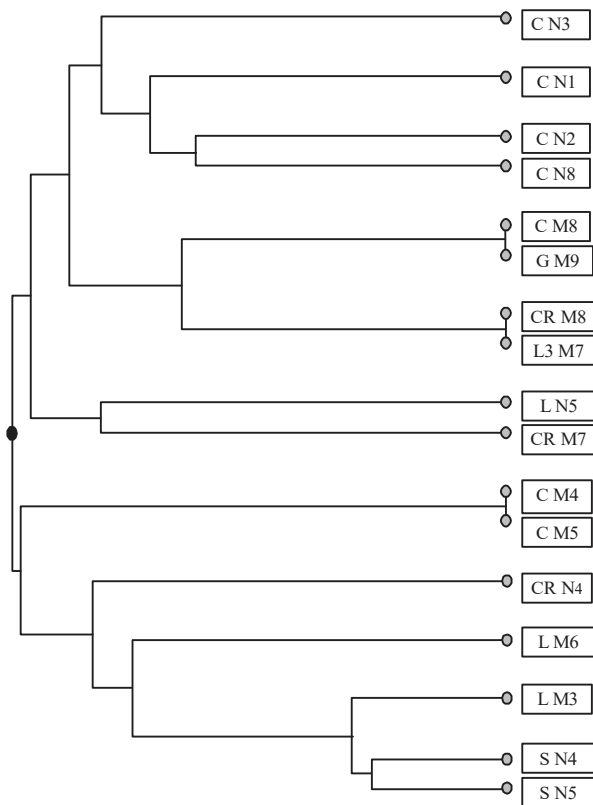 C N3
C N1
C N2
C N8
C M8
G M9
CR M8
L3 M7
L N5
CR M7
C M4
C M5
CR N4
L M6
L M3
S N4
S N5